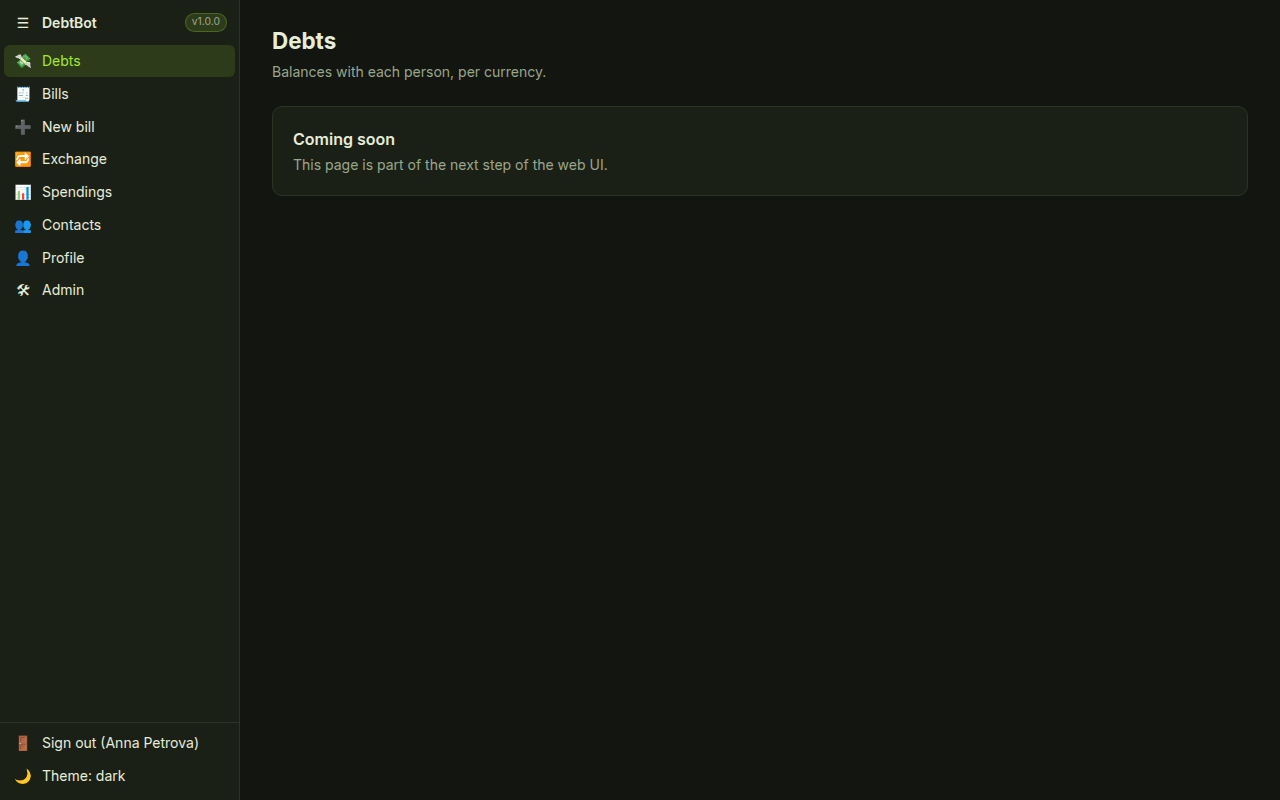 DebtBot
v1.0.0
Debts
Bills
New bill
Exchange
Spendings
Contacts
Profile
Admin
Sign out (Anna Petrova)
Theme: dark
Debts
Balances with each person, per currency.
Coming soon
This page is part of the next step of the web UI.